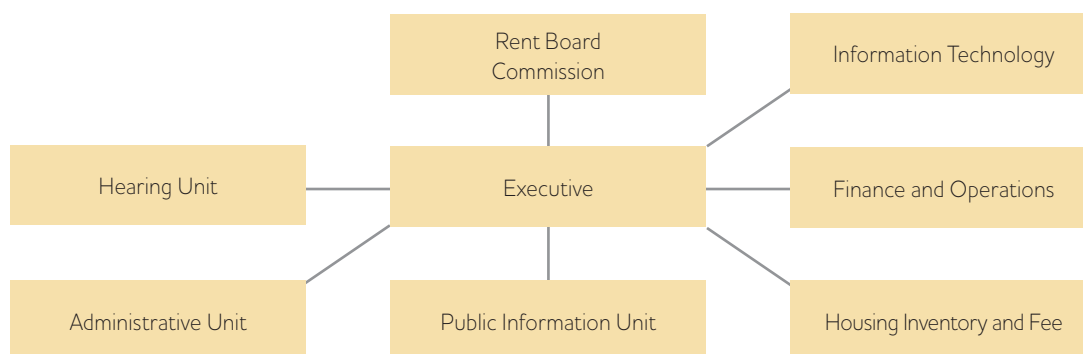 Rent Board
Commission
Information Technology
Hearing Unit
Executive
Finance and Operations
Administrative Unit
Public Information Unit
Housing Inventory and Fee